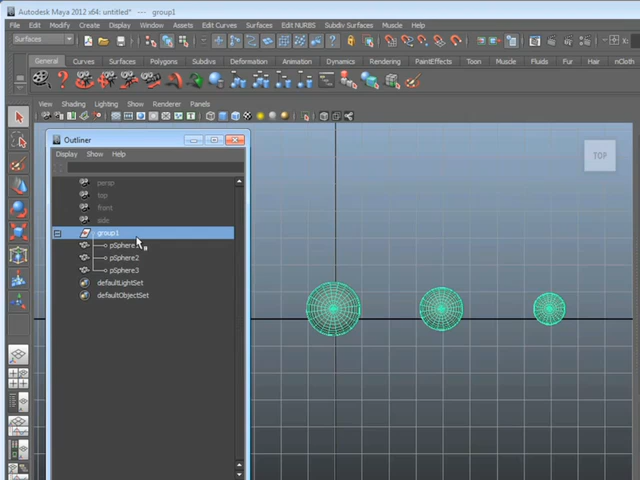 Autodesk Maya 2012 x64: untitled* --- group1
File Edit Modify Create Display Window Assets Edit Curves Surfaces Edit NURBS Subdiv Surfaces Muscle Help
Surfaces
General Curves Surfaces Polygons Subdivs Deformation Animation Dynamics Rendering PaintEffects Toon Muscle Fluids Fur Hair nCloth
View Shading Lighting Show Renderer Panels
Outliner
Display Show Help
persp
top
front
side
group1
pSphere1
pSphere2
pSphere3
defaultLightSet
defaultObjectSet
TOP